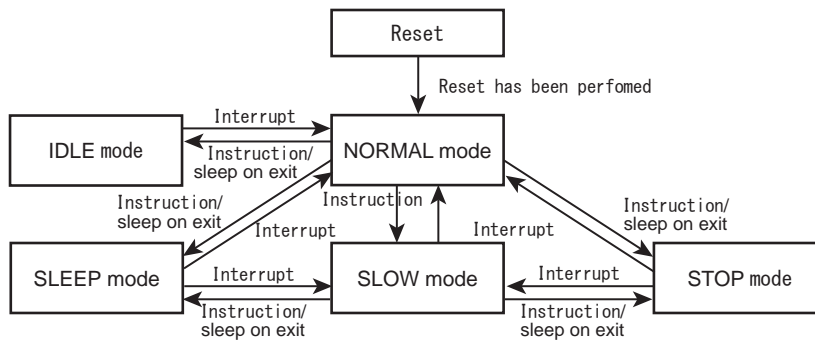 Reset
Reset has been perfomed
Interrupt
IDLE mode
NORMAL mode
Instruction/
sleep on exit
Instruction/
sleep on exit
Instruction
Instruction/
sleep on exit
Interrupt
Interrupt
SLEEP mode
Interrupt
SLOW mode
Interrupt
STOP mode
Instruction/
sleep on exit
Instruction/
sleep on exit